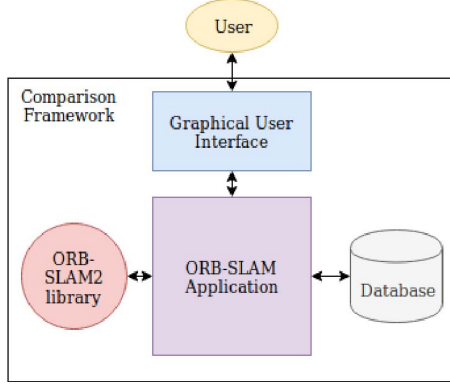 User
Comparison
Framework
Graphical User
Interface
ORB-
SLAM2
library
ORB-SLAM
Application
Database